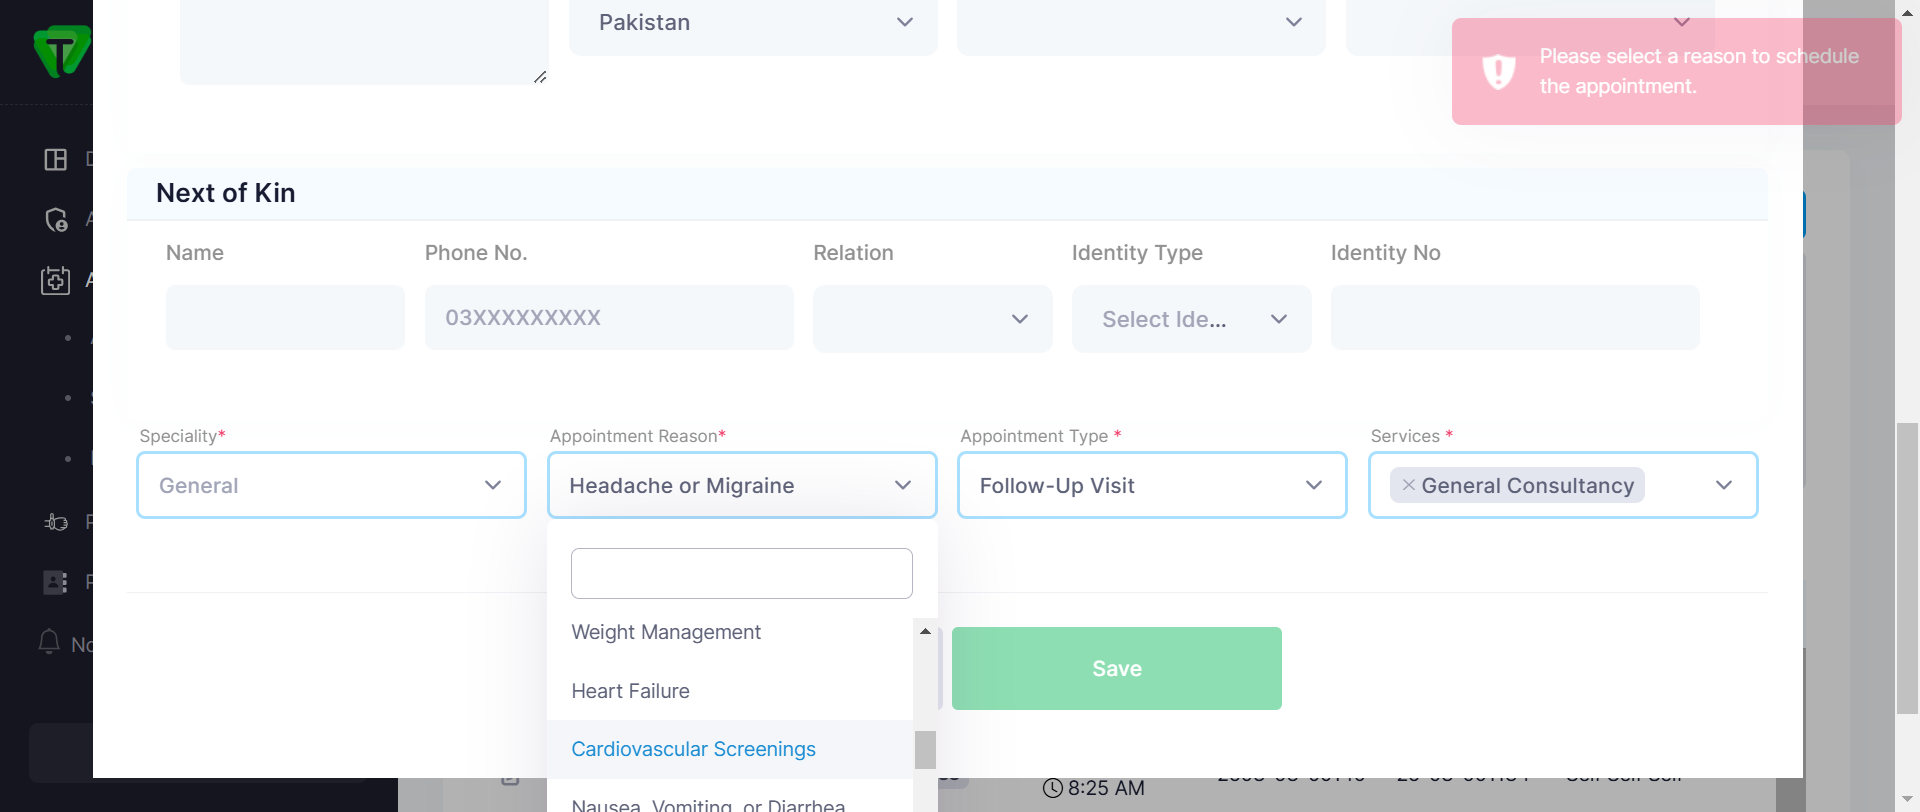 Pakistan
Please select a reason to schedule
the appointment.
Next of Kin
Name
Phone No.
Relation
Identity Type
Identity No
03XXXXXXXXX
Select Ide...
Speciality*
Appointment Reason*
Appointment Type *
Services *
General
Headache or Migraine
Follow-Up Visit
× General Consultancy
Weight Management
Heart Failure
Cardiovascular Screenings
Nausea, Vomiting, or Diarrhea
Save
No
8:25 AM